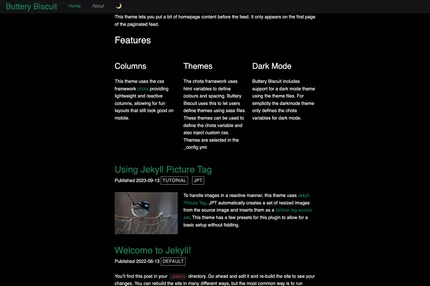 Buttery Biscuit
Home
About
This theme lets you put a bit of homepage content before the feed. It only appears on the first page
of the paginated feed.
Features
Columns
This theme uses the css
framework chota providing
lightweight and reactive
columns, allowing for fun
layouts that still look good on
mobile.
Themes
The chota framework uses
html variables to define
colours and spacing. Buttery
Biscuit uses this to let users
define themes using sass files.
These themes can be used to
define the chota variable and
also inject custom css.
Themes are selected in the
_config.yml
Dark Mode
Buttery Biscuit includes
support for a dark mode theme
using the theme files. For
simplicity the darkmode theme
only defines the chota
variables for dark mode.
Using Jekyll Picture Tag
Published 2023-09-13 TUTORIAL JPT
To handle images in a reactive manner, this theme uses Jekyll
Picture Tag. JPT automatically creates a set of resized images
from the source image and inserts them as a picture tag source
set. This theme has a few presets for this plugin to allow for a
basic setup without fiddling.
Welcome to Jekyll!
Published 2022-06-13 DEFAULT
You'll find this post in your _posts directory. Go ahead and edit it and re-build the site to see your
changes. You can rebuild the site in many different ways, but the most common way is to run